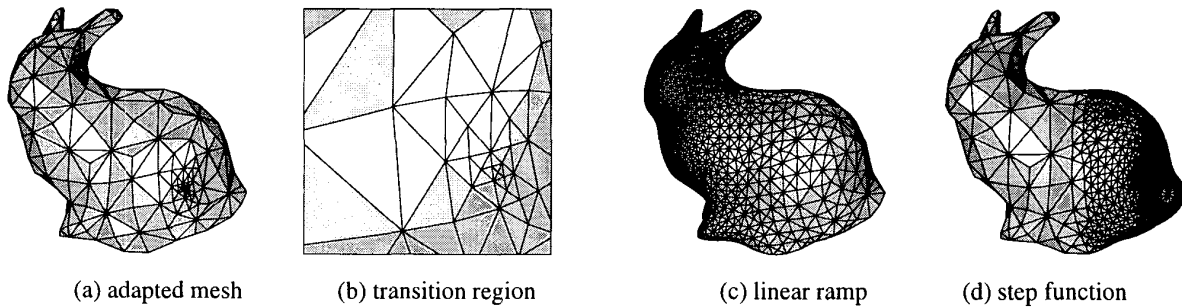 (a) adapted mesh
(b) transition region
(c) linear ramp
(d) step function